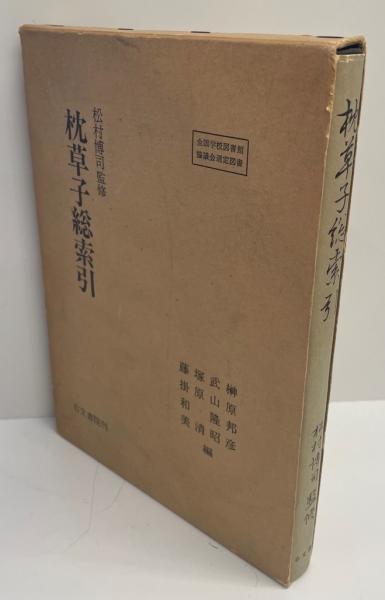 全国学校図書館
協議会選定図書
松村博司監修
枕草子総索引
榊原邦彦
武山隆昭
塚原清
藤掛和美
編
右文書院刊
枕草子総索引
松村博司監修